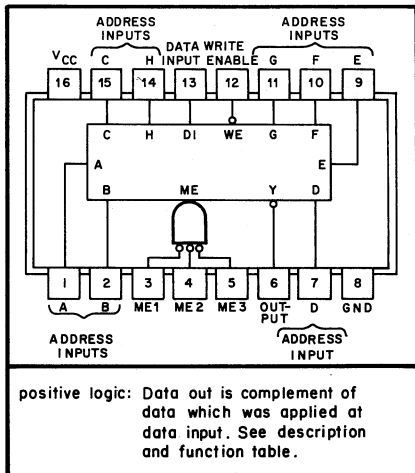 ADDRESS INPUTS
ADDRESS INPUTS
DATA WRITE
INPUT ENABLE
VCC C H G F E
16 15 14 13 12 11 10 9
C H DI WE G F
A E
B ME Y D
1 2 3 4 5 6 7 8
A B ME1 ME2 ME3 OUT-PUT D GND
ADDRESS INPUTS
ADDRESS INPUT
positive logic: Data out is complement of
data which was applied at
data input. See description
and function table.